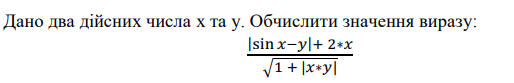 Дано два дійсних числа x та y. Обчислити значення виразу:
|sin x−y|+ 2∗x
√1 + |x∗y|